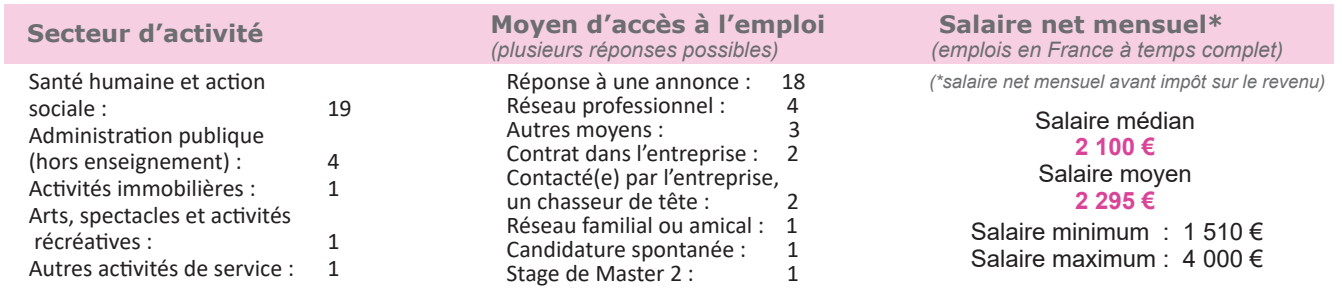 Secteur d’activité
Santé humaine et action
sociale : 19
Administration publique
(hors enseignement) : 4
Activités immobilières : 1
Arts, spectacles et activités
récréatives : 1
Autres activités de service : 1
Moyen d’accès à l’emploi
(plusieurs réponses possibles)
Réponse à une annonce : 18
Réseau professionnel : 4
Autres moyens : 3
Contrat dans l’entreprise : 2
Contacté(e) par l’entreprise,
un chasseur de tête : 2
Réseau familial ou amical : 1
Candidature spontanée : 1
Stage de Master 2 : 1
Salaire net mensuel*
(emplois en France à temps complet)
(*salaire net mensuel avant impôt sur le revenu)
Salaire médian
2 100 €
Salaire moyen
2 295 €
Salaire minimum : 1 510 €
Salaire maximum : 4 000 €